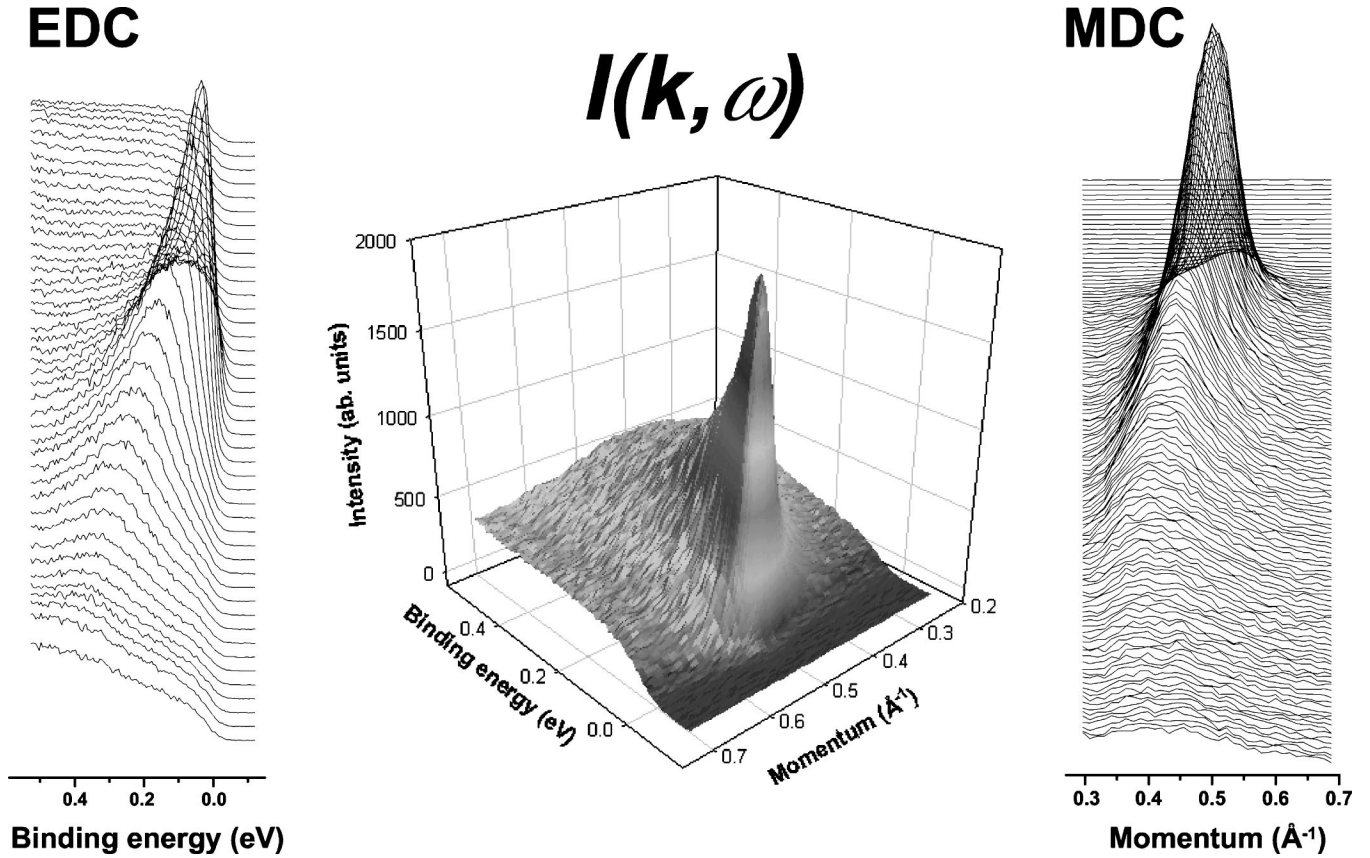 EDC
I(k, ω)
MDC
2000
1500
1000
500
0
Intensity (ab. units)
0.4
0.2
0.0
Binding energy (eV)
0.2
0.3
0.4
0.5
0.6
0.7
Momentum (Å⁻¹)
0.4 0.2 0.0
Binding energy (eV)
0.3 0.4 0.5 0.6 0.7
Momentum (Å⁻¹)